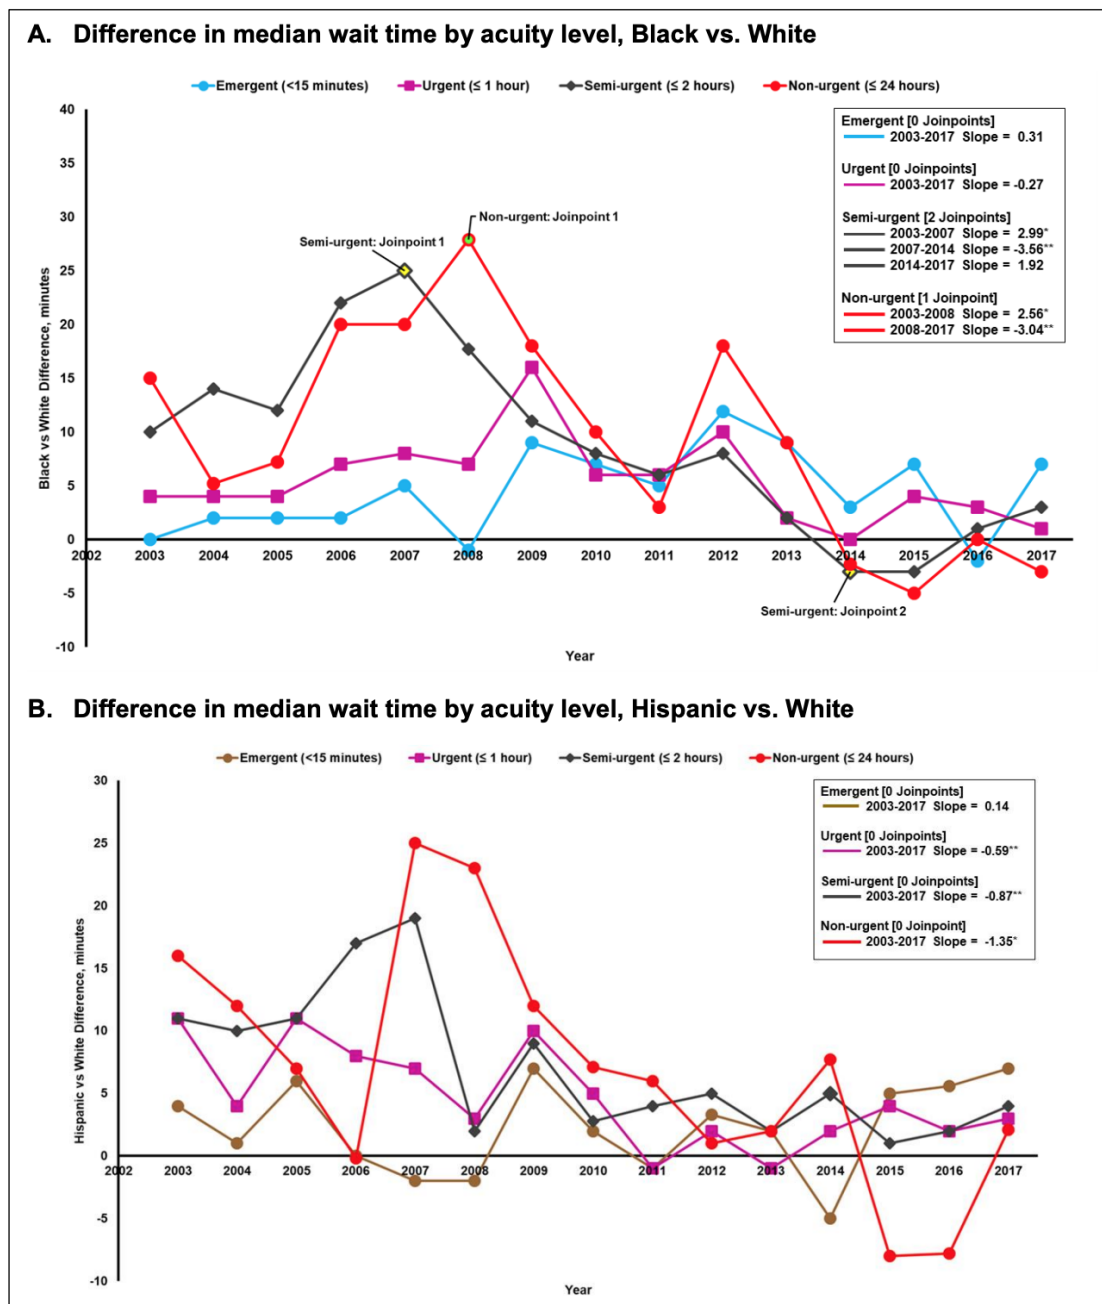 A. Difference in median wait time by acuity level, Black vs. White
Emergent (<15 minutes) Urgent (≤ 1 hour) Semi-urgent (≤ 2 hours) Non-urgent (≤ 24 hours)
40
35
30
25
20
15
10
5
0
-5
-10
Black vs White Difference, minutes
Emergent [0 Joinpoints]
2003-2017 Slope = 0.31
Urgent [0 Joinpoints]
2003-2017 Slope = -0.27
Semi-urgent [2 Joinpoints]
2003-2007 Slope = 2.99*
2007-2014 Slope = -3.56**
2014-2017 Slope = 1.92
Non-urgent [1 Joinpoint]
2003-2008 Slope = 2.56*
2008-2017 Slope = -3.04**
Non-urgent: Joinpoint 1
Semi-urgent: Joinpoint 1
2002 2003 2004 2005 2006 2007 2008 2009 2010 2011 2012 2013 2014 2015 2016 2017
Semi-urgent: Joinpoint 2
Year
B. Difference in median wait time by acuity level, Hispanic vs. White
Emergent (<15 minutes) Urgent (≤ 1 hour) Semi-urgent (≤ 2 hours) Non-urgent (≤ 24 hours)
30
25
20
15
10
5
0
-5
-10
Hispanic vs White Difference, minutes
Emergent [0 Joinpoints]
2003-2017 Slope = 0.14
Urgent [0 Joinpoints]
2003-2017 Slope = -0.59**
Semi-urgent [0 Joinpoints]
2003-2017 Slope = -0.87**
Non-urgent [0 Joinpoint]
2003-2017 Slope = -1.35*
2002 2003 2004 2005 2006 2007 2008 2009 2010 2011 2012 2013 2014 2015 2016 2017
Year